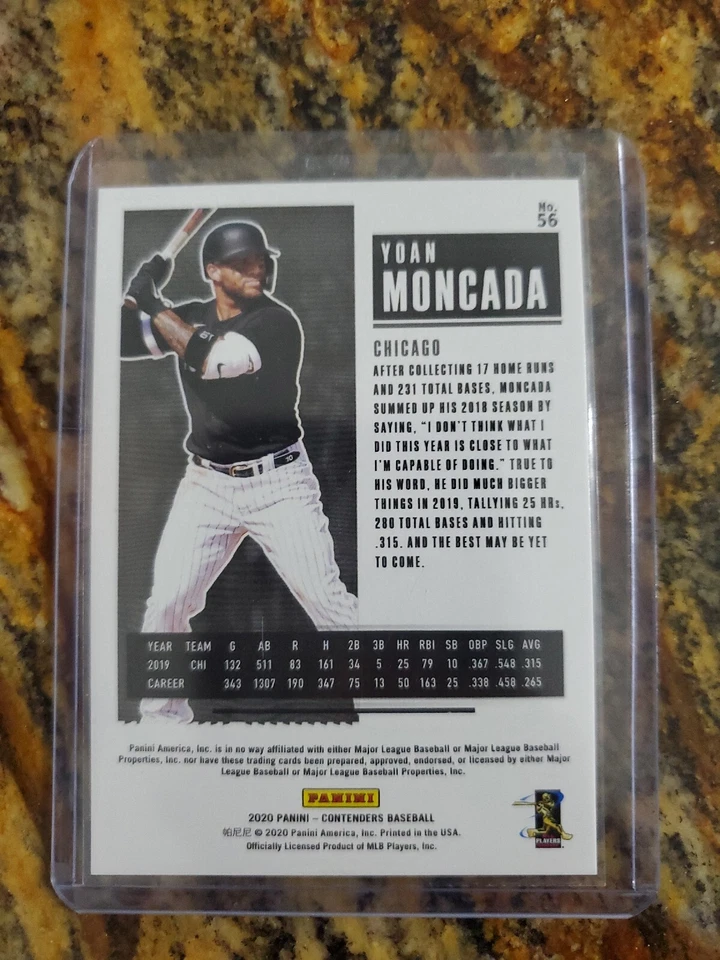 No.
56
YOAN
MONCADA
CHICAGO
AFTER COLLECTING 17 HOME RUNS
AND 231 TOTAL BASES, MONCADA
SUMMED UP HIS 2018 SEASON BY
SAYING, "I DON'T THINK WHAT I
DID THIS YEAR IS CLOSE TO WHAT
I'M CAPABLE OF DOING." TRUE TO
HIS WORD, HE DID MUCH BIGGER
THINGS IN 2019, TALLYING 25 HRs,
280 TOTAL BASES AND HITTING
.315. AND THE BEST MAY BE YET
TO COME.
YEAR TEAM G AB R H 2B 3B HR RBI SB OBP SLG AVG
2019 CHI 132 511 83 161 34 5 25 79 10 .367 .548 .315
CAREER 343 1307 190 347 75 13 50 163 25 .338 .458 .265
Panini America, Inc. is in no way affiliated with either Major League Baseball or Major League Baseball
Properties, Inc. nor have these trading cards been prepared, approved, endorsed, or licensed by either Major
League Baseball or Major League Baseball Properties, Inc.
PANINI
2020 PANINI – CONTENDERS BASEBALL
帕尼尼 © 2020 Panini America, Inc. Printed in the USA.
Officially Licensed Product of MLB Players, Inc.
PLAYERS